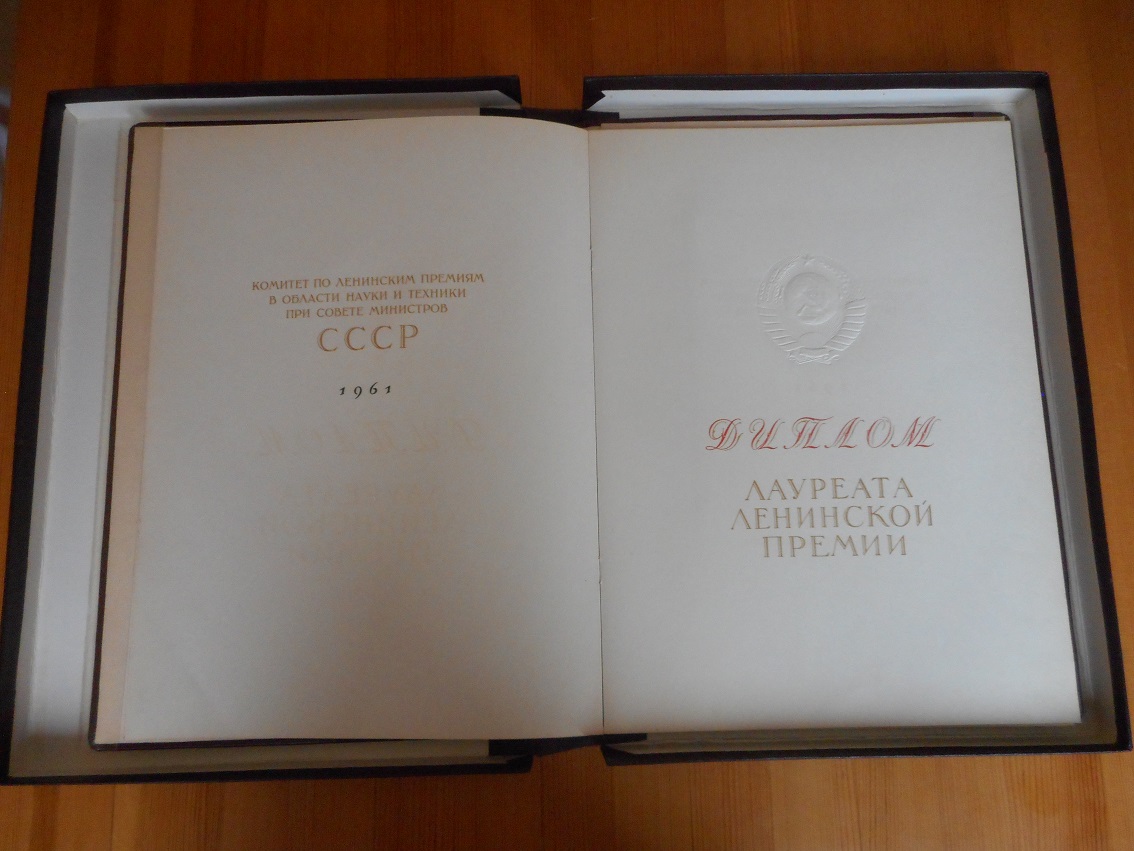 КОМИТЕТ ПО ЛЕНИНСКИМ ПРЕМИЯМ
В ОБЛАСТИ НАУКИ И ТЕХНИКИ
ПРИ СОВЕТЕ МИНИСТРОВ
СССР
1961
ДИПЛОМ
ЛАУРЕАТА
ЛЕНИНСКОЙ
ПРЕМИИ